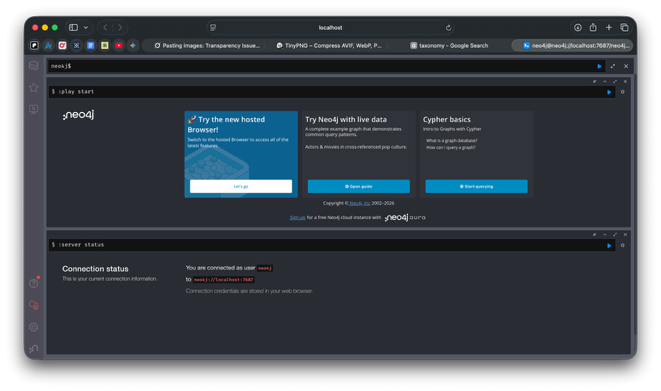 localhost
Pasting Images: Transparency Issue...
TinyPNG – Compress AVIF, WebP, P...
taxonomy - Google Search
neo4j@neo4j://localhost:7687/neo4j...
neo4j$
$ :play start
neo4j
Try the new hosted
Browser!
Switch to the hosted Browser to access all of the
latest features.
Let's go
Try Neo4j with live data
A complete example graph that demonstrates
common query patterns.
Actors & movies in cross-referenced pop culture.
Open guide
Cypher basics
Intro to Graphs with Cypher
What is a graph database?
How can I query a graph?
Start querying
Copyright © Neo4j, Inc 2002–2026
Sign up for a free Neo4j cloud instance with neo4j aura
$ :server status
Connection status
This is your current connection information.
You are connected as user neo4j
to neo4j://localhost:7687
Connection credentials are stored in your web browser.